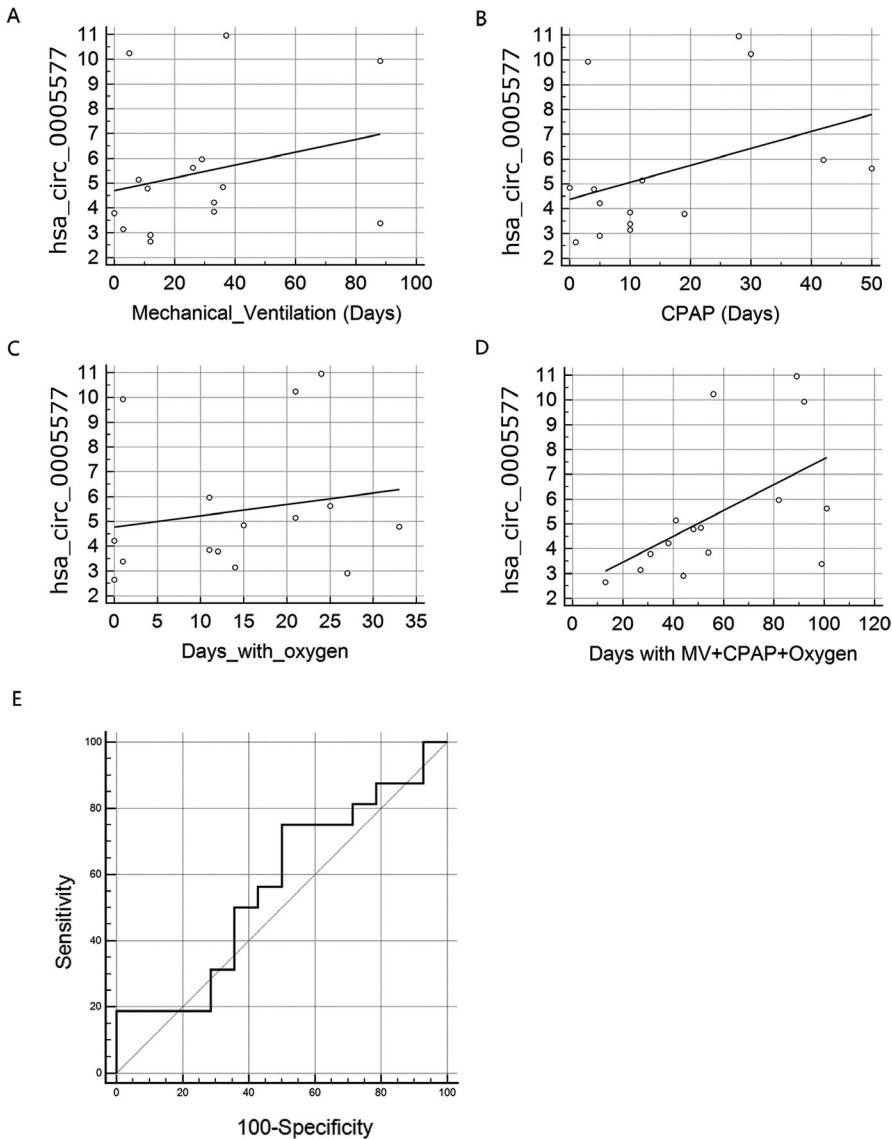 A
hsa_circ_0005577
11
10
9
8
7
6
5
4
3
2
0 20 40 60 80 100
Mechanical_Ventilation (Days)
B
hsa_circ_0005577
11
10
9
8
7
6
5
4
3
2
0 10 20 30 40 50
CPAP (Days)
C
hsa_circ_0005577
11
10
9
8
7
6
5
4
3
2
0 5 10 15 20 25 30 35
Days_with_oxygen
D
hsa_circ_0005577
11
10
9
8
7
6
5
4
3
2
0 20 40 60 80 100 120
Days with MV+CPAP+Oxygen
E
Sensitivity
100
80
60
40
20
0
0 20 40 60 80 100
100-Specificity